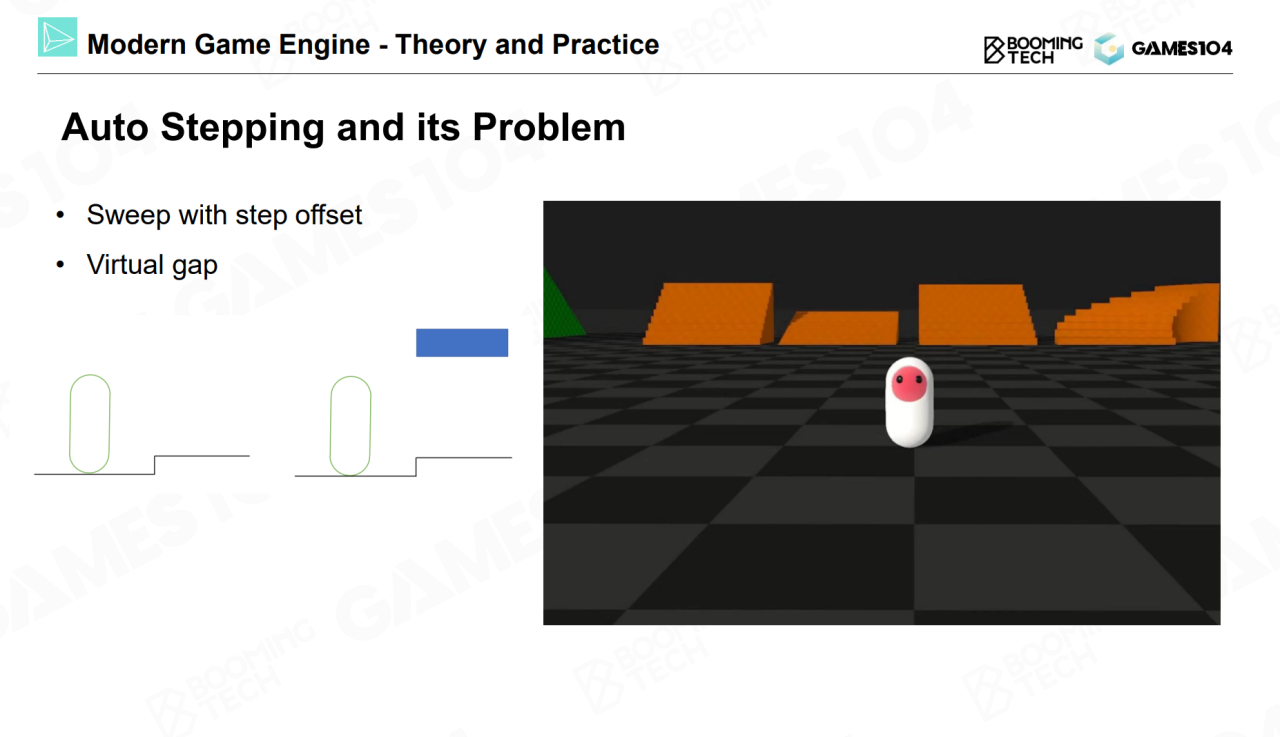 Modern Game Engine - Theory and Practice
BOOMING
TECH
GAMES104
Auto Stepping and its Problem
• Sweep with step offset
• Virtual gap